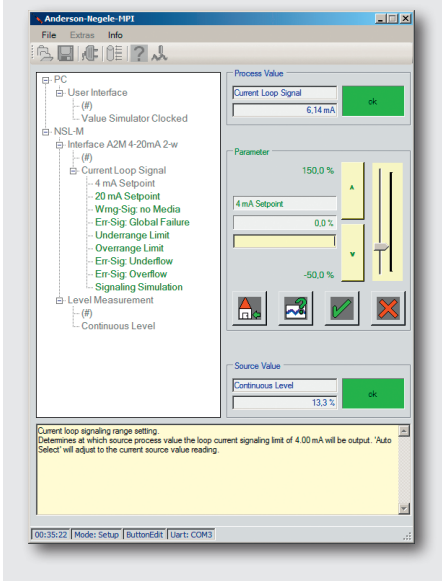 Anderson-Negele-MPI
File Extras Info
PC
User Interface
(#)
Value Simulator Clocked
NSL-M
Interface A2M 4-20mA 2-w
(#)
Current Loop Signal
4 mA Setpoint
20 mA Setpoint
Wrng-Sig: no Media
Err-Sig: Global Failure
Underrange Limit
Overrange Limit
Err-Sig: Underflow
Err-Sig: Overflow
Signaling Simulation
Level Measurement
(#)
Continuous Level
Process Value
Current Loop Signal
6,14 mA
ok
Parameter
150,0 %
^
4 mA Setpoint
0,0 %
v
-50,0 %
Source Value
Continuous Level
13,3 %
ok
Current loop signaling range setting.
Determines at which source process value the loop current signaling limit of 4.00 mA will be output. 'Auto
Select' will adjust to the current source value reading.
00:35:22 Mode: Setup ButtonEdit Uart: COM3